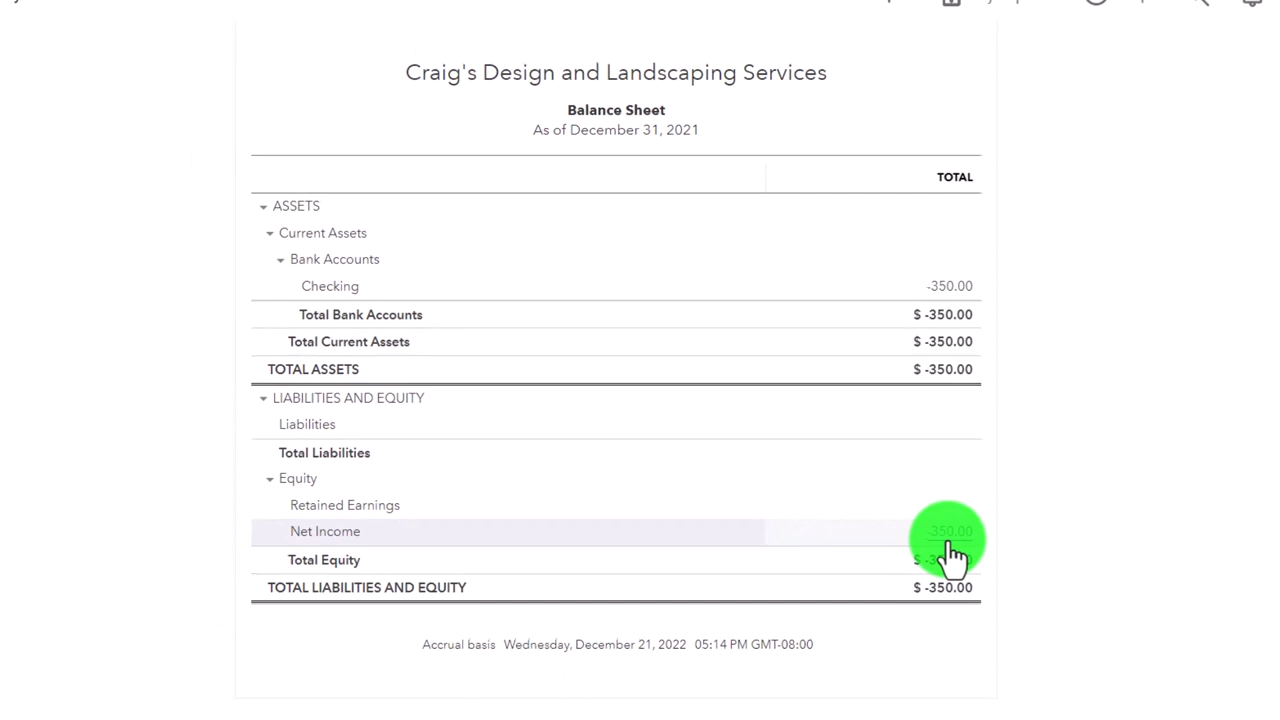 Craig's Design and Landscaping Services
Balance Sheet
As of December 31, 2021
TOTAL
ASSETS
Current Assets
Bank Accounts
Checking -350.00
Total Bank Accounts $ -350.00
Total Current Assets $ -350.00
TOTAL ASSETS $ -350.00
LIABILITIES AND EQUITY
Liabilities
Total Liabilities
Equity
Retained Earnings
Net Income -350.00
Total Equity
TOTAL LIABILITIES AND EQUITY $ -350.00
Accrual basis Wednesday, December 21, 2022 05:14 PM GMT-08:00